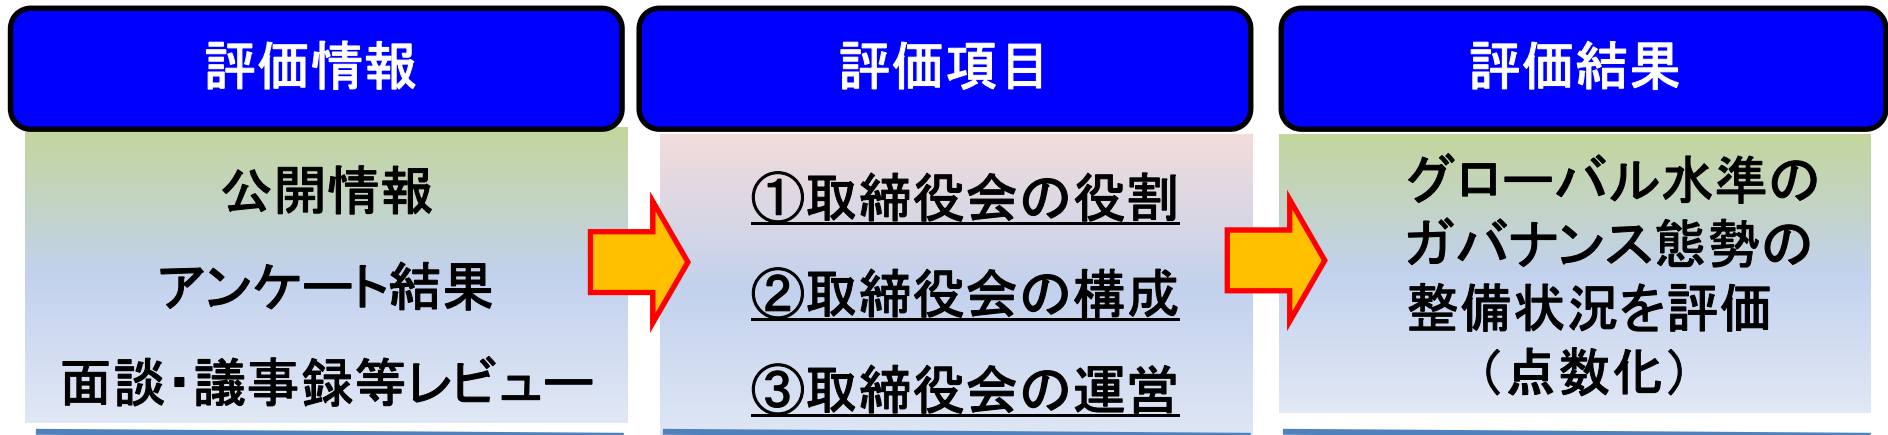 評価情報
公開情報
アンケート結果
面談・議事録等レビュー
評価項目
①取締役会の役割
②取締役会の構成
③取締役会の運営
評価結果
グローバル水準の
ガバナンス態勢の
整備状況を評価
（点数化）